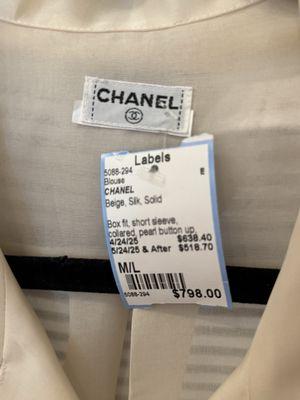 CHANEL
Labels
5088-294 E
Blouse
CHANEL
Beige, Silk, Solid
Box fit, short sleeve,
collared, pearl button up,
4/24/25 $638.40
5/24/25 & After $518.70
M/L
5088-294
$798.00